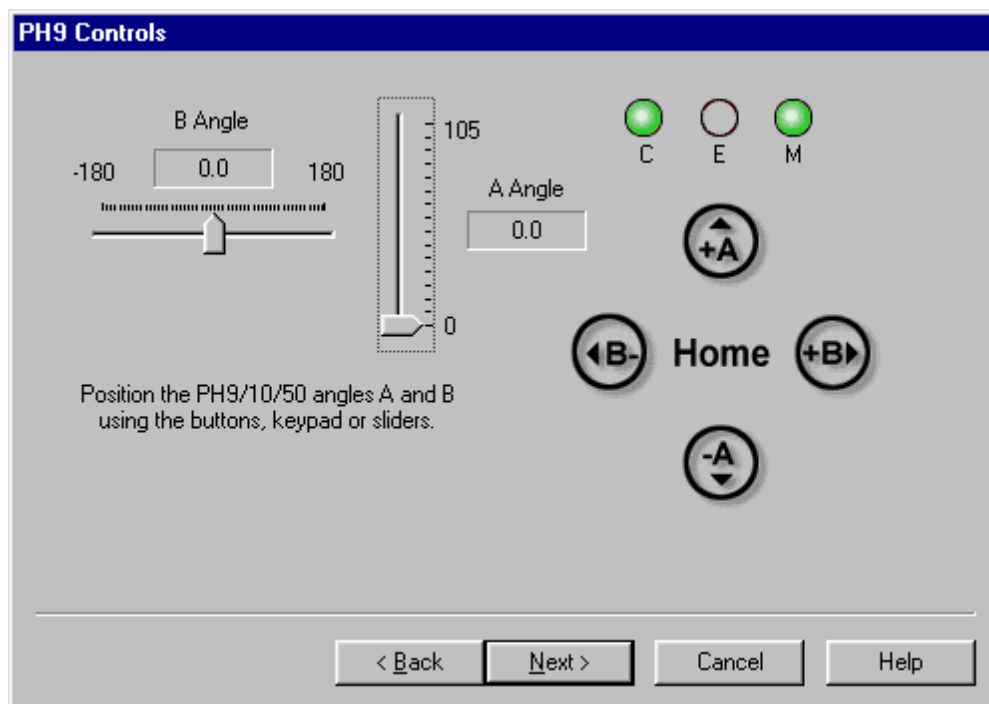 PH9 Controls
B Angle
-180 0.0 180
105
0
A Angle
0.0
C E M
+A
B- Home +B
-A
Position the PH9/10/50 angles A and B
using the buttons, keypad or sliders.
< Back Next > Cancel Help